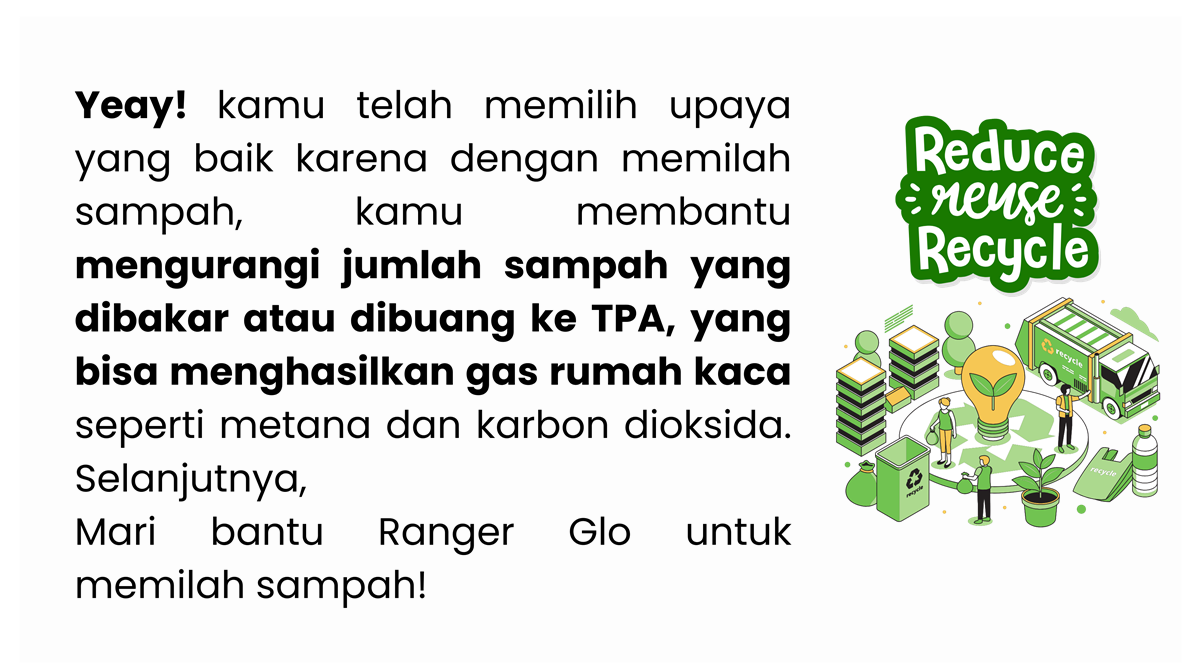 Yeay! kamu telah memilih upaya
yang baik karena dengan memilah
sampah, kamu membantu
mengurangi jumlah sampah yang
dibakar atau dibuang ke TPA, yang
bisa menghasilkan gas rumah kaca
seperti metana dan karbon dioksida.
Selanjutnya,
Mari bantu Ranger Glo untuk
memilah sampah!
Reduce
reuse
Recycle
recycle
recycle
recycle